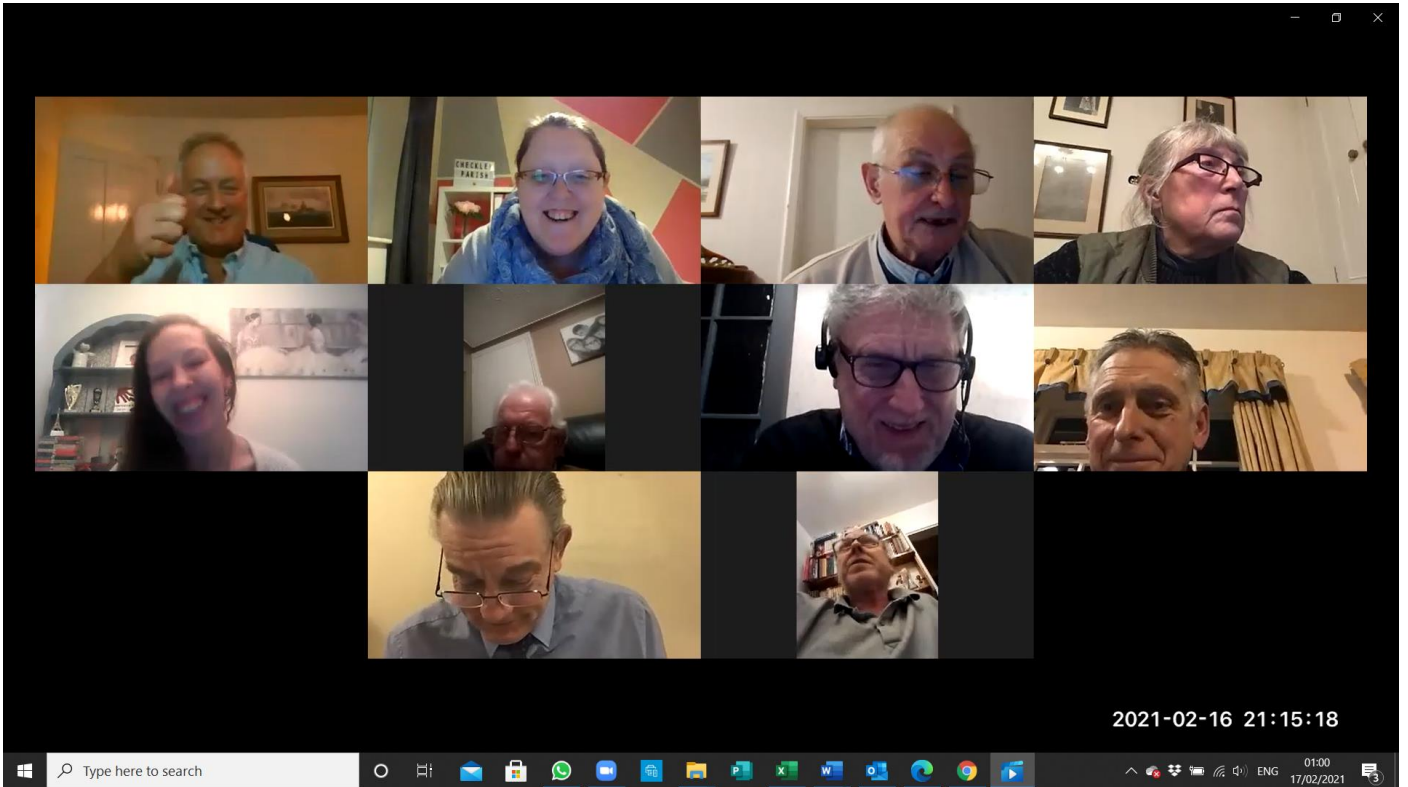 CHECKLEY
PARISH
2021-02-16 21:15:18
Type here to search
ENG
01:00
17/02/2021
3